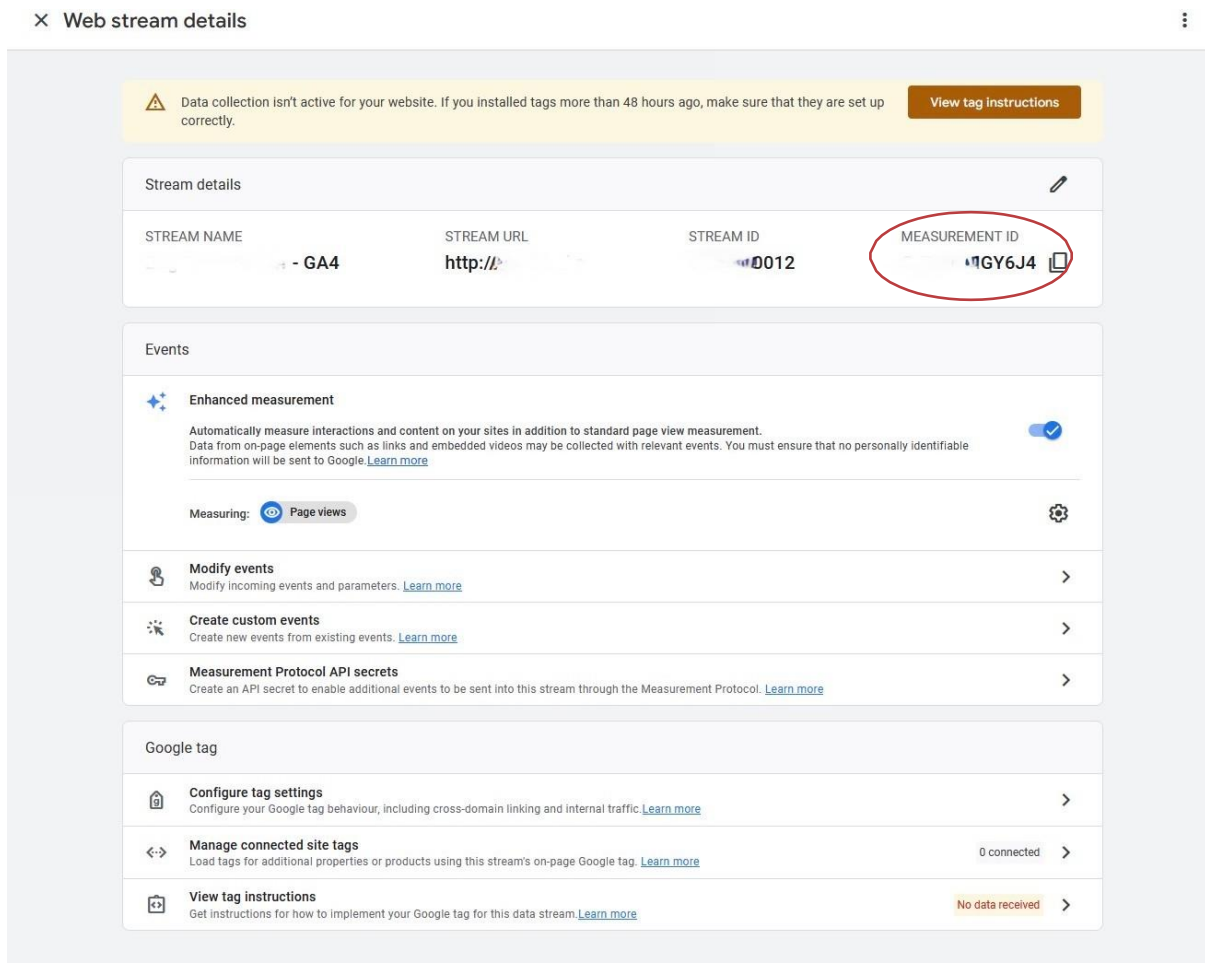 Web stream details
Data collection isn't active for your website. If you installed tags more than 48 hours ago, make sure that they are set up
correctly.
View tag instructions
Stream details
STREAM NAME
- GA4
STREAM URL
http://
STREAM ID
0012
MEASUREMENT ID
GY6J4
Events
Enhanced measurement
Automatically measure interactions and content on your sites in addition to standard page view measurement.
Data from on-page elements such as links and embedded videos may be collected with relevant events. You must ensure that no personally identifiable
information will be sent to Google.Learn more
Measuring: Page views
Modify events
Modify incoming events and parameters. Learn more
Create custom events
Create new events from existing events. Learn more
Measurement Protocol API secrets
Create an API secret to enable additional events to be sent into this stream through the Measurement Protocol. Learn more
Google tag
Configure tag settings
Configure your Google tag behaviour, including cross-domain linking and internal traffic.Learn more
Manage connected site tags
Load tags for additional properties or products using this stream's on-page Google tag. Learn more
0 connected
View tag instructions
Get instructions for how to implement your Google tag for this data stream.Learn more
No data received